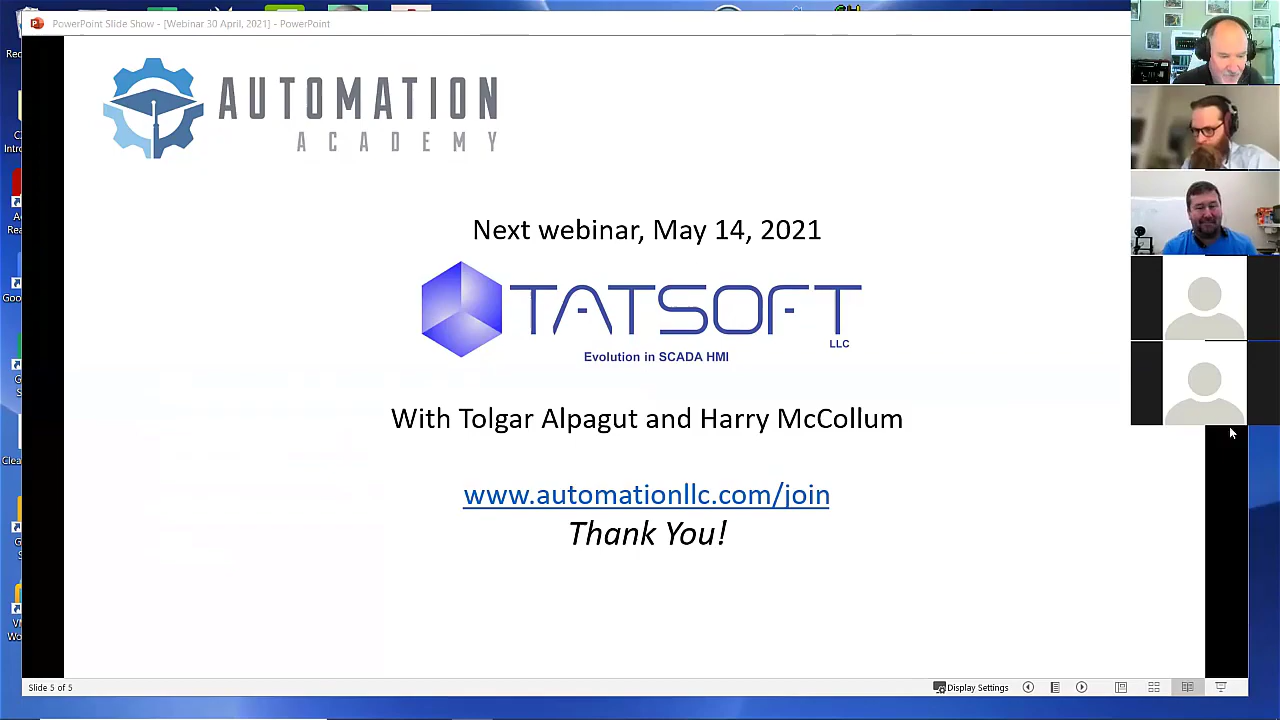 PowerPoint Slide Show - [Webinar 30 April, 2021] - PowerPoint
AUTOMATION
ACADEMY
Next webinar, May 14, 2021
TATSOFT
LLC
Evolution in SCADA HMI
With Tolgar Alpagut and Harry McCollum
www.automationllc.com/join
Thank You!
Slide 5 of 5
Display Settings